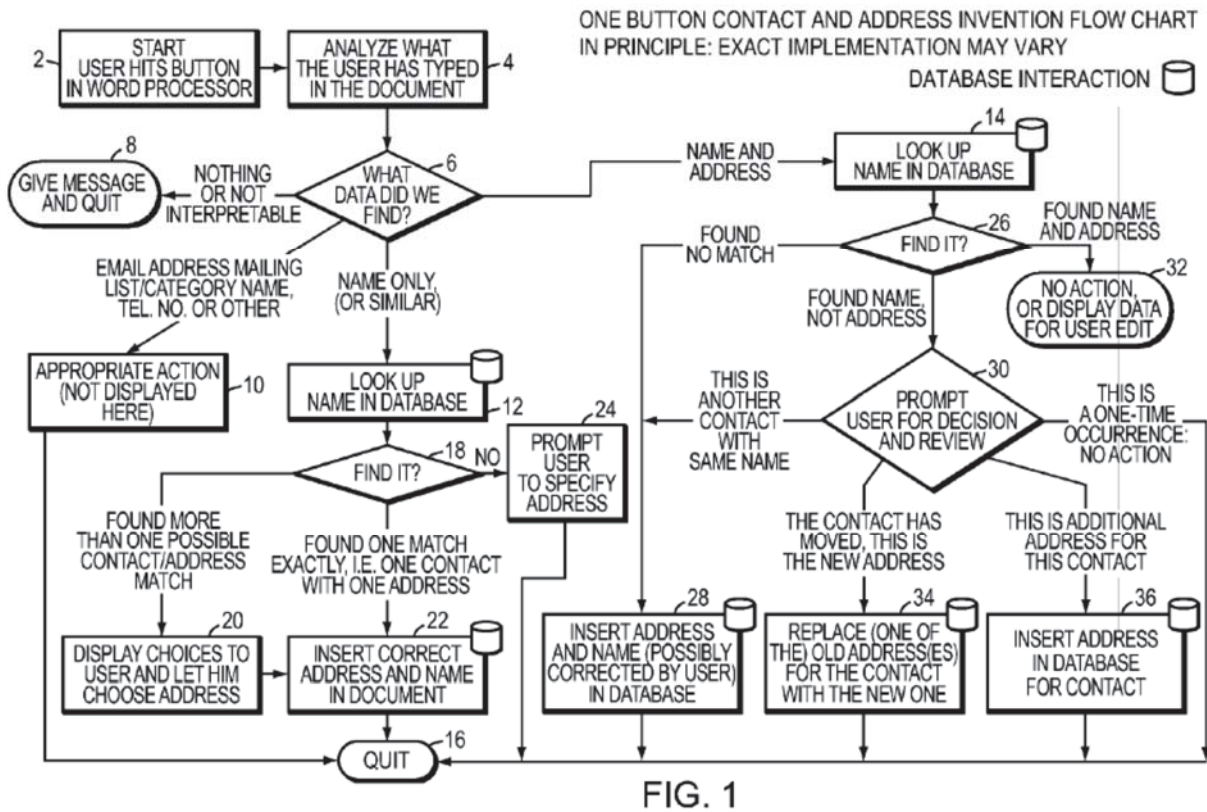 ONE BUTTON CONTACT AND ADDRESS INVENTION FLOW CHART
IN PRINCIPLE: EXACT IMPLEMENTATION MAY VARY
DATABASE INTERACTION
2
START
USER HITS BUTTON
IN WORD PROCESSOR
ANALYZE WHAT
THE USER HAS TYPED
IN THE DOCUMENT
4
8
GIVE MESSAGE
AND QUIT
NOTHING
OR NOT
INTERPRETABLE
6
WHAT
DATA DID WE
FIND?
NAME AND
ADDRESS
14
LOOK UP
NAME IN DATABASE
EMAIL ADDRESS MAILING
LIST/CATEGORY NAME,
TEL. NO. OR OTHER
NAME ONLY,
(OR SIMILAR)
FOUND
NO MATCH
26
FIND IT?
FOUND NAME
AND ADDRESS
32
NO ACTION,
OR DISPLAY DATA
FOR USER EDIT
FOUND NAME,
NOT ADDRESS
APPROPRIATE ACTION
(NOT DISPLAYED
HERE)
10
LOOK UP
NAME IN DATABASE
12
24
PROMPT
USER
TO SPECIFY
ADDRESS
THIS IS
ANOTHER
CONTACT
WITH
SAME NAME
30
PROMPT
USER FOR DECISION
AND REVIEW
THIS IS
A ONE-TIME
OCCURRENCE:
NO ACTION
18
FIND IT?
NO
FOUND MORE
THAN ONE POSSIBLE
CONTACT/ADDRESS
MATCH
FOUND ONE MATCH
EXACTLY, I.E. ONE CONTACT
WITH ONE ADDRESS
THE CONTACT HAS
MOVED, THIS IS
THE NEW ADDRESS
THIS IS ADDITIONAL
ADDRESS FOR
THIS CONTACT
20
DISPLAY CHOICES TO
USER AND LET HIM
CHOOSE ADDRESS
22
INSERT CORRECT
ADDRESS AND NAME
IN DOCUMENT
28
INSERT ADDRESS
AND NAME (POSSIBLY
CORRECTED BY USER)
IN DATABASE
34
REPLACE (ONE OF
THE) OLD ADDRESS(ES)
FOR THE CONTACT
WITH THE NEW ONE
36
INSERT ADDRESS
IN DATABASE
FOR CONTACT
16
QUIT
FIG. 1